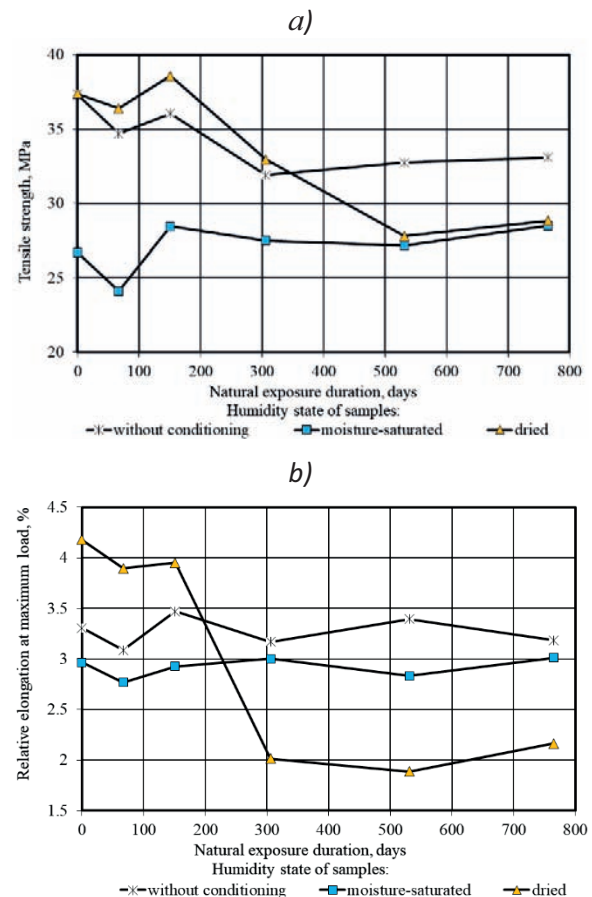 a)
40
35
30
25
20
Tensile strength, MPa
0 100 200 300 400 500 600 700 800
Natural exposure duration, days
Humidity state of samples:
without conditioning moisture-saturated dried
b)
4.5
4
3.5
3
2.5
2
1.5
Relative elongation at maximum load, %
0 100 200 300 400 500 600 700 800
Natural exposure duration, days
Humidity state of samples:
without conditioning moisture-saturated dried